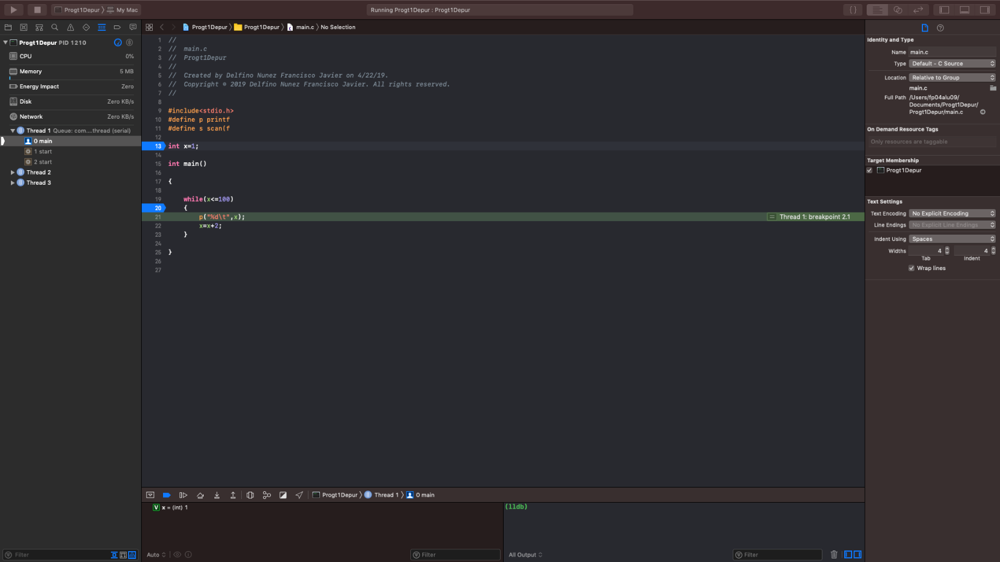 Progt1Depur 〉 My Mac
Running Progt1Depur : Progt1Depur
{ }
Progt1Depur 〉 Progt1Depur 〉 main.c 〉 No Selection
Progt1Depur PID 1210
CPU 0%
Memory 5 MB
Energy Impact Zero
Disk Zero KB/s
Network Zero KB/s
Thread 1 Queue: com....thread (serial)
0 main
1 start
2 start
Thread 2
Thread 3
Filter
1 //
2 //  main.c
3 //  Progt1Depur
4 //
5 //  Created by Delfino Nunez Francisco Javier on 4/22/19.
6 //  Copyright © 2019 Delfino Nunez Francisco Javier. All rights reserved.
7 //
8
9 #include<stdio.h>
10 #define p printf
11 #define s scan(f
12
13 int x=1;
14
15 int main()
16
17 {
18
19     while(x<=100)
20     {
21         p("%d\t",x);
Thread 1: breakpoint 2.1
22         x=x+2;
23     }
24
25 }
26
27
Progt1Depur 〉 Thread 1 〉 0 main
V x = (int) 1
Auto
Filter
(lldb)
All Output
Filter
Identity and Type
Name main.c
Type Default - C Source
Location Relative to Group
main.c
Full Path /Users/fp04alu09/
Documents/Progt1Depur/
Progt1Depur/main.c
On Demand Resource Tags
Only resources are taggable
Target Membership
Progt1Depur
Text Settings
Text Encoding No Explicit Encoding
Line Endings No Explicit Line Endings
Indent Using Spaces
Widths 4 4
Tab Indent
Wrap lines